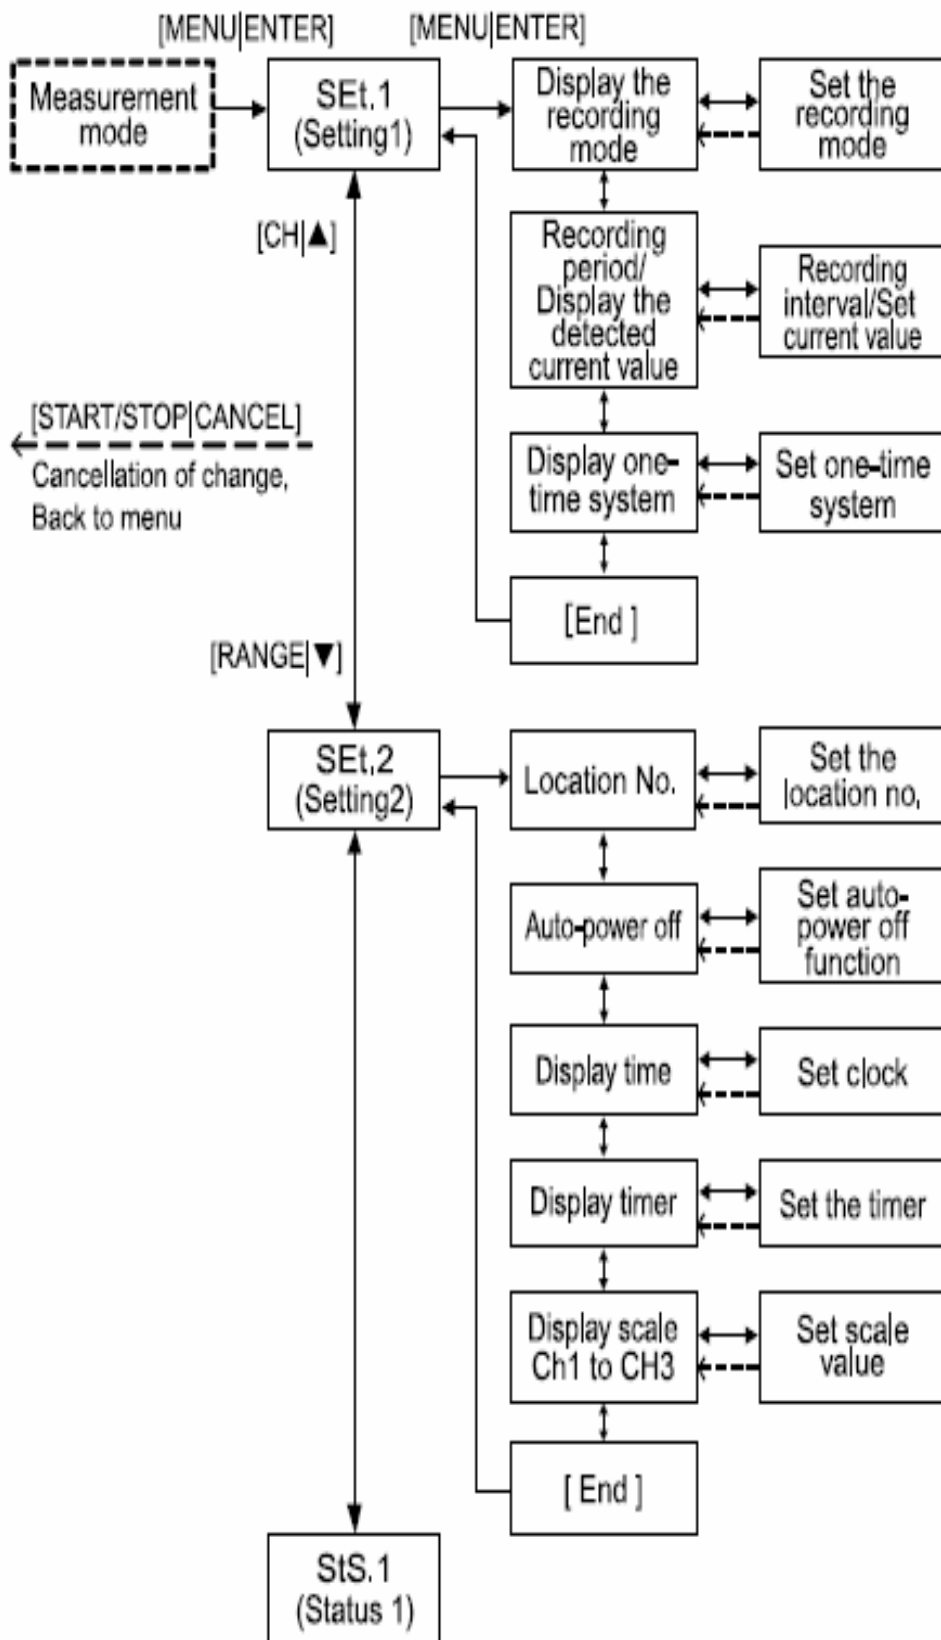 [MENU|ENTER]
[MENU|ENTER]
Measurement
mode
SEt.1
(Setting1)
Display the
recording
mode
Set the
recording
mode
[CH|▲]
Recording
period/
Display the
detected
current value
Recording
interval/Set
current value
[START/STOP|CANCEL]
Cancellation of change,
Back to menu
Display one-
time system
Set one-time
system
[End ]
[RANGE|▼]
SEt.2
(Setting2)
Location No.
Set the
location no.
Auto-power off
Set auto-
power off
function
Display time
Set clock
Display timer
Set the timer
Display scale
Ch1 to CH3
Set scale
value
[ End ]
StS.1
(Status 1)